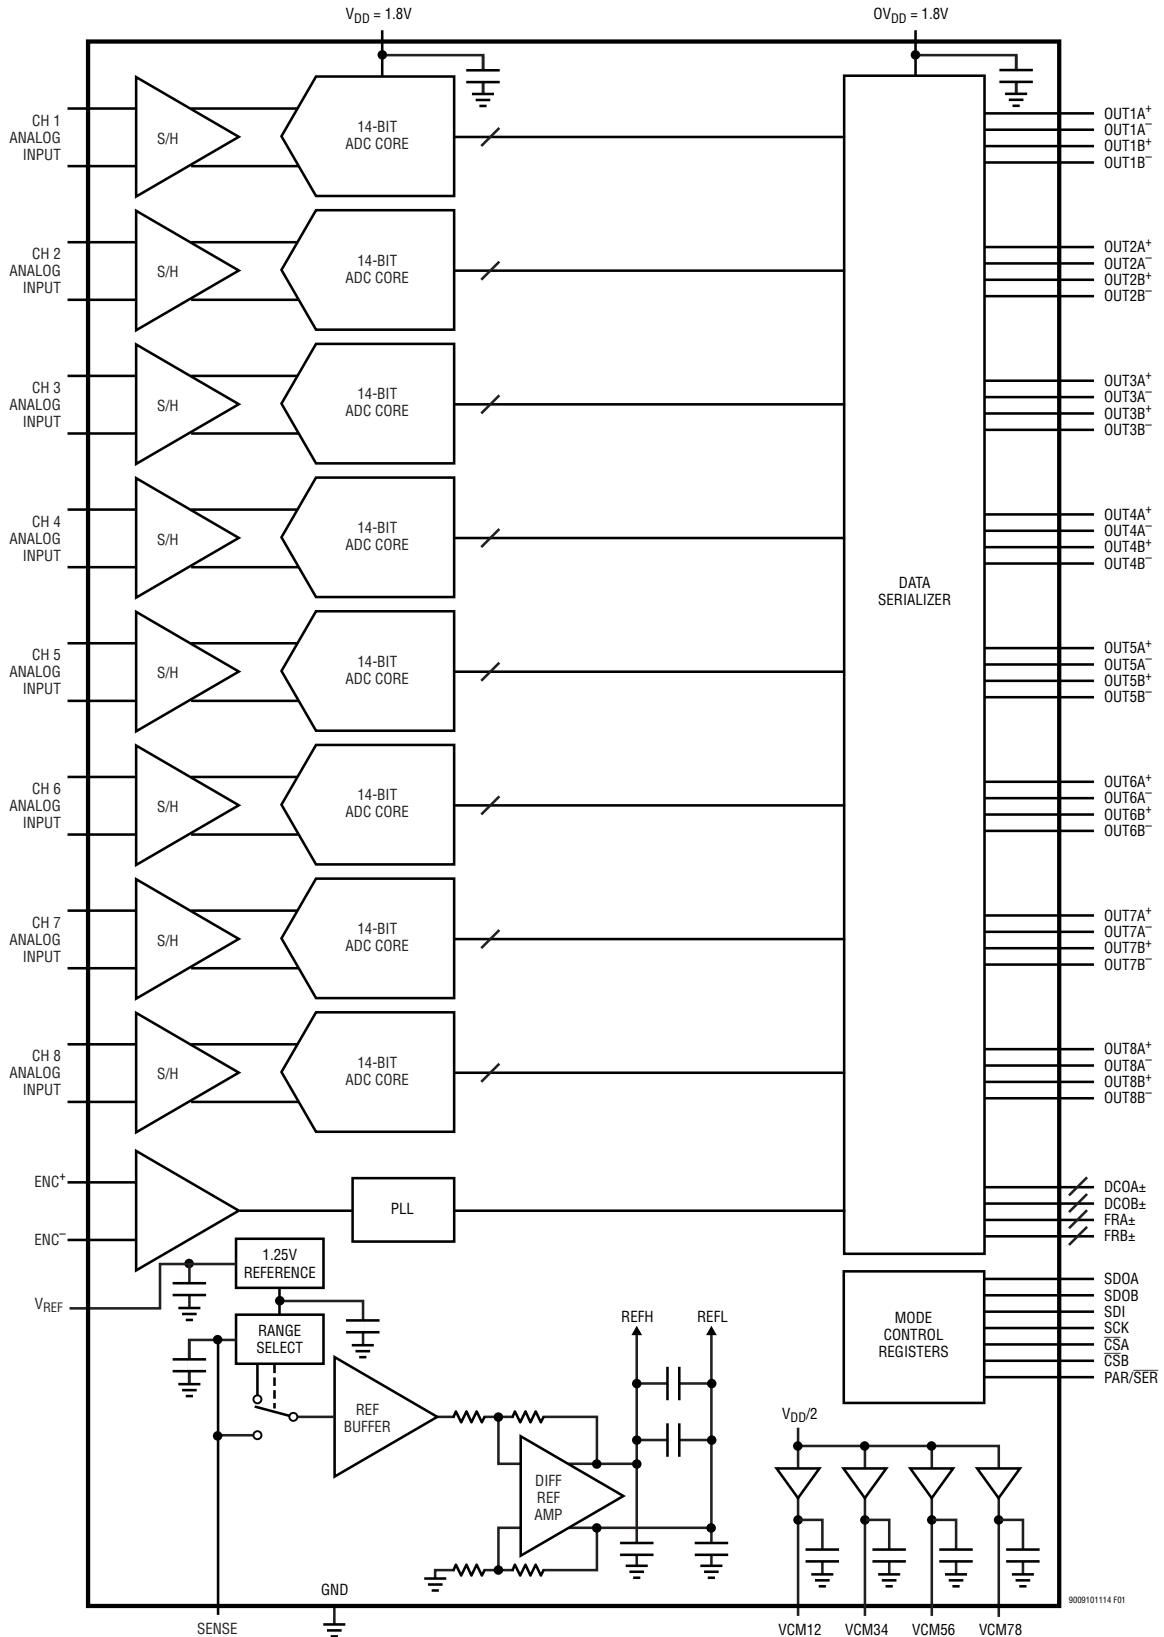 V_DD = 1.8V
OV_DD = 1.8V
CH 1
ANALOG
INPUT
S/H
14-BIT
ADC CORE
OUT1A+
OUT1A–
OUT1B+
OUT1B–
CH 2
ANALOG
INPUT
S/H
14-BIT
ADC CORE
OUT2A+
OUT2A–
OUT2B+
OUT2B–
CH 3
ANALOG
INPUT
S/H
14-BIT
ADC CORE
OUT3A+
OUT3A–
OUT3B+
OUT3B–
CH 4
ANALOG
INPUT
S/H
14-BIT
ADC CORE
OUT4A+
OUT4A–
OUT4B+
OUT4B–
DATA
SERIALIZER
CH 5
ANALOG
INPUT
S/H
14-BIT
ADC CORE
OUT5A+
OUT5A–
OUT5B+
OUT5B–
CH 6
ANALOG
INPUT
S/H
14-BIT
ADC CORE
OUT6A+
OUT6A–
OUT6B+
OUT6B–
CH 7
ANALOG
INPUT
S/H
14-BIT
ADC CORE
OUT7A+
OUT7A–
OUT7B+
OUT7B–
CH 8
ANALOG
INPUT
S/H
14-BIT
ADC CORE
OUT8A+
OUT8A–
OUT8B+
OUT8B–
ENC+
ENC–
PLL
DCOA±
DCOB±
FRA±
FRB±
1.25V
REFERENCE
V_REF
RANGE
SELECT
REFH
REFL
MODE
CONTROL
REGISTERS
SDOA
SDOB
SDI
SCK
C̅S̅A
C̅S̅B
PAR/S̅E̅R̅
REF
BUFFER
DIFF
REF
AMP
V_DD/2
GND
SENSE
VCM12
VCM34
VCM56
VCM78
9009101114 F01